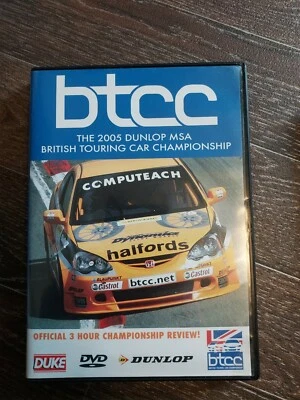 btcc
THE 2005 DUNLOP MSA
BRITISH TOURING CAR CHAMPIONSHIP
COMPUTEACH
Dynamics
halfords
Castrol
Castrol
btcc.net
OFFICIAL 3 HOUR CHAMPIONSHIP REVIEW!
DUKE
DVD
DUNLOP
btcc